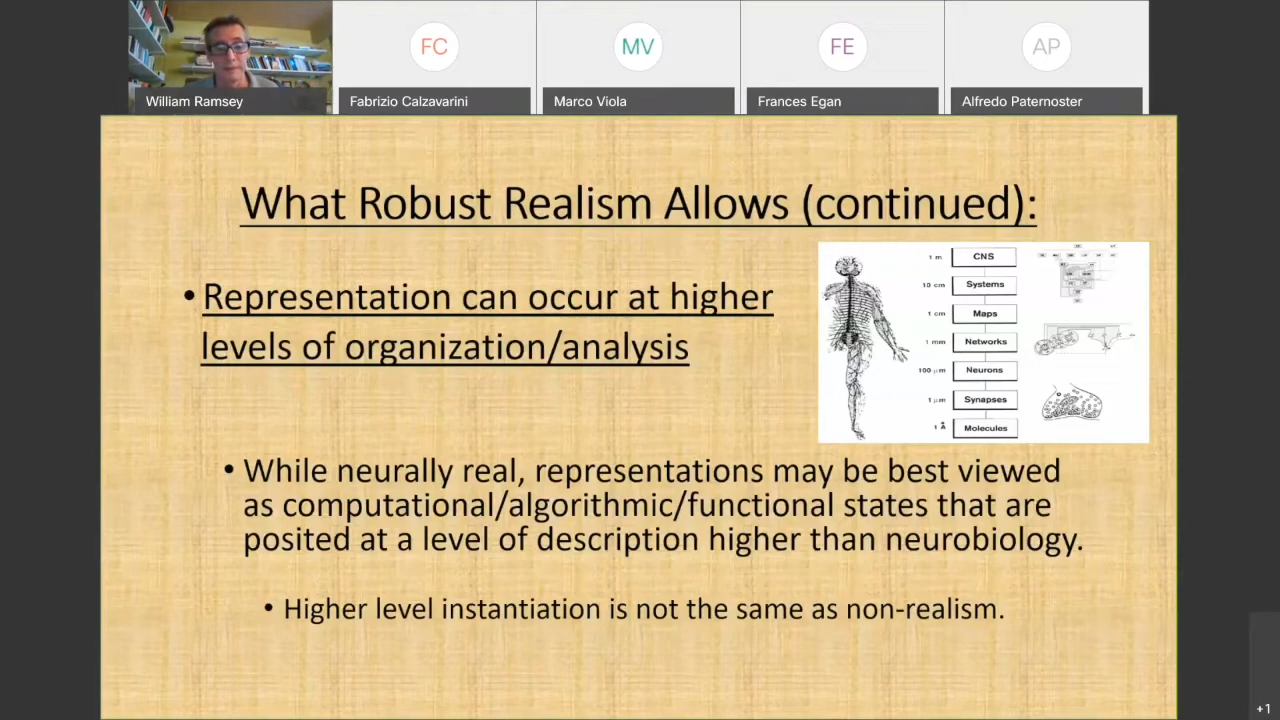 FC
MV
FE
AP
William Ramsey
Fabrizio Calzavarini
Marco Viola
Frances Egan
Alfredo Paternoster
What Robust Realism Allows (continued):
• Representation can occur at higher
levels of organization/analysis
1 m CNS
10 cm Systems
1 cm Maps
1 mm Networks
100 μm Neurons
1 μm Synapses
1 Å Molecules
• While neurally real, representations may be best viewed
as computational/algorithmic/functional states that are
posited at a level of description higher than neurobiology.
• Higher level instantiation is not the same as non-realism.
+1